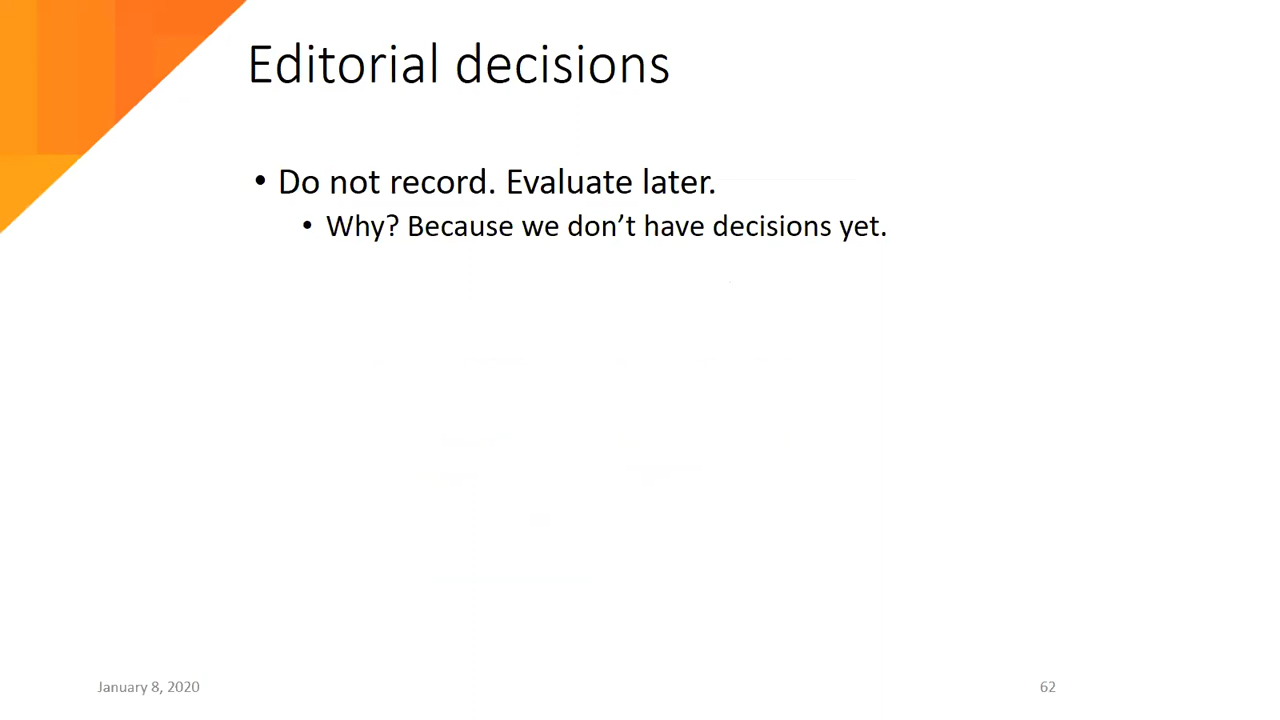 Editorial decisions
• Do not record. Evaluate later.
• Why? Because we don’t have decisions yet.
January 8, 2020
62